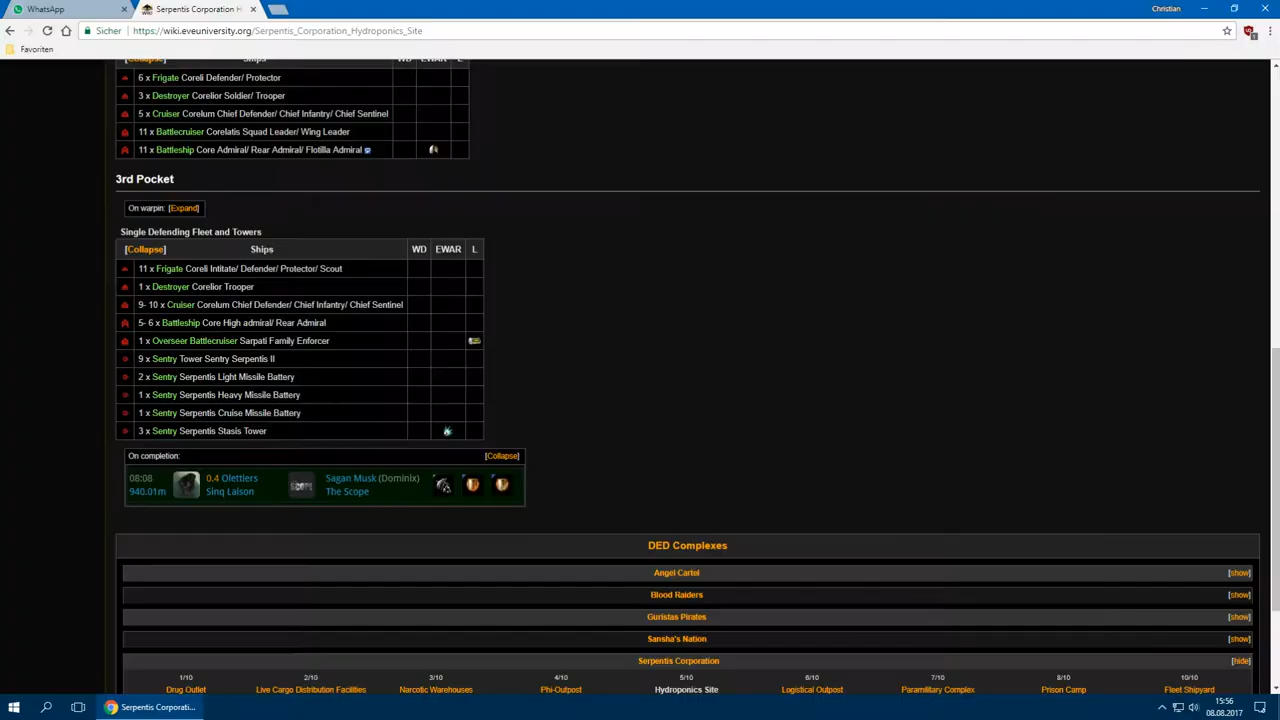 WhatsApp
Serpentis Corporation H
Christian
Sicher
https://wiki.eveuniversity.org/Serpentis_Corporation_Hydroponics_Site
Favoriten
[Collapse] Ships WD EWAR L
6 x Frigate Coreli Defender/ Protector
3 x Destroyer Corelior Soldier/ Trooper
5 x Cruiser Corelum Chief Defender/ Chief Infantry/ Chief Sentinel
11 x Battlecruiser Corelatis Squad Leader/ Wing Leader
11 x Battleship Core Admiral/ Rear Admiral/ Flotilla Admiral
3rd Pocket
On warpin: [Expand]
Single Defending Fleet and Towers
[Collapse] Ships WD EWAR L
11 x Frigate Coreli Intitate/ Defender/ Protector/ Scout
1 x Destroyer Corelior Trooper
9- 10 x Cruiser Corelum Chief Defender/ Chief Infantry/ Chief Sentinel
5- 6 x Battleship Core High admiral/ Rear Admiral
1 x Overseer Battlecruiser Sarpati Family Enforcer
9 x Sentry Tower Sentry Serpentis II
2 x Sentry Serpentis Light Missile Battery
1 x Sentry Serpentis Heavy Missile Battery
1 x Sentry Serpentis Cruise Missile Battery
3 x Sentry Serpentis Stasis Tower
On completion: [Collapse]
08:08 0.4 Olettiers SCOPE Sagan Musk (Dominix)
940.01m Sinq Laison The Scope
DED Complexes
Angel Cartel [show]
Blood Raiders [show]
Guristas Pirates [show]
Sansha's Nation [show]
Serpentis Corporation [hide]
1/10 2/10 3/10 4/10 5/10 6/10 7/10 8/10 10/10
Drug Outlet Live Cargo Distribution Facilities Narcotic Warehouses Phi-Outpost Hydroponics Site Logistical Outpost Paramilitary Complex Prison Camp Fleet Shipyard
Serpentis Corporati...
15:56
08.08.2017